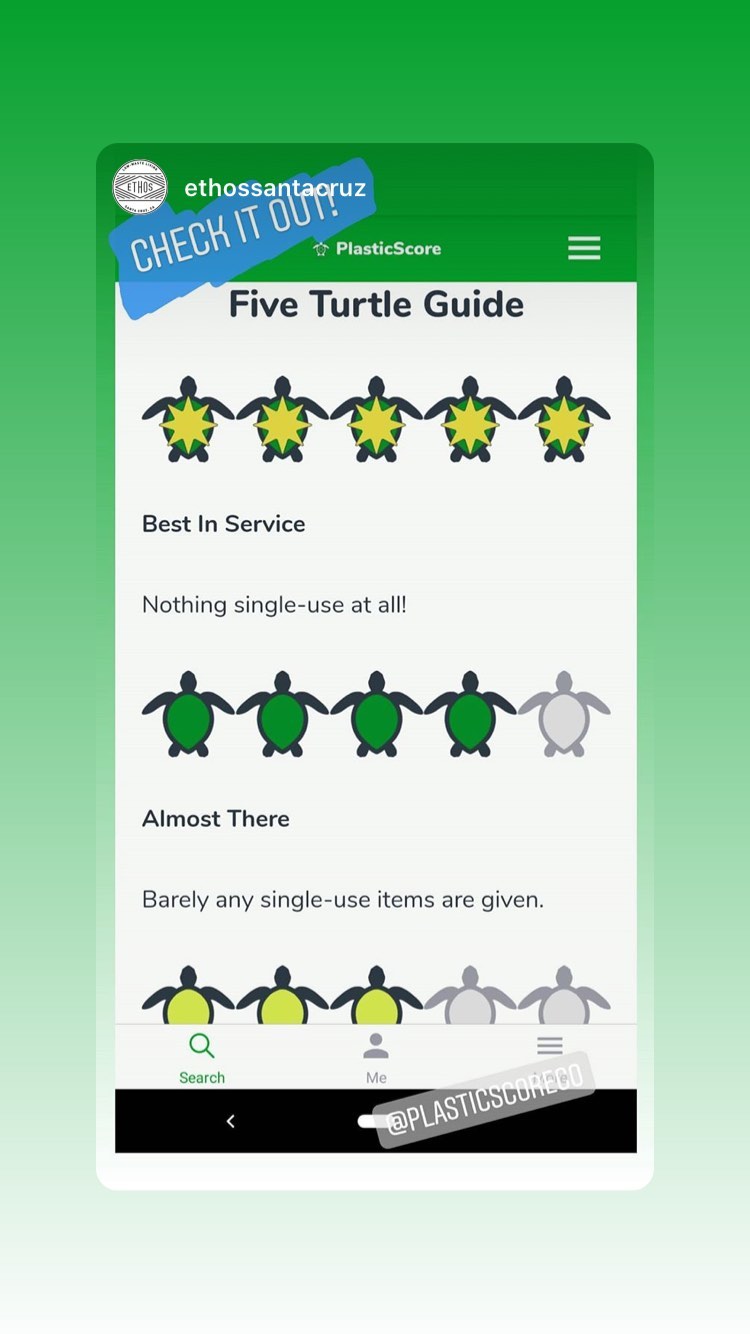 ethossantacruz
ETHOS
CHECK IT OUT!
PlasticScore
Five Turtle Guide
Best In Service
Nothing single-use at all!
Almost There
Barely any single-use items are given.
Search
Me
@PLASTICSCORECO